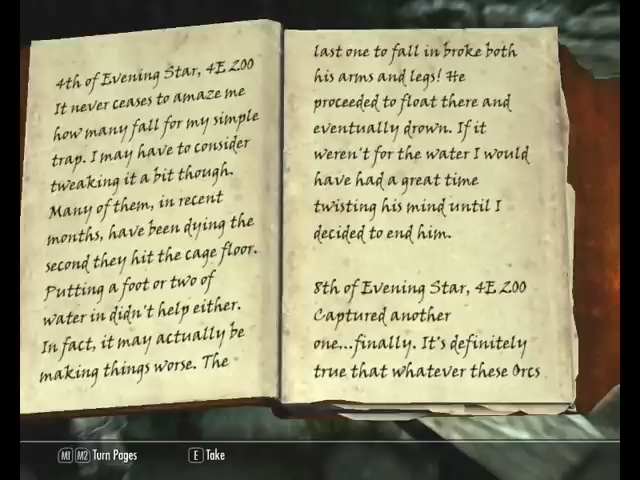 4th of Evening Star, 4E 200
It never ceases to amaze me
how many fall for my simple
trap. I may have to consider
tweaking it a bit though.
Many of them, in recent
months, have been dying the
second they hit the cage floor.
Putting a foot or two of
water in didn't help either.
In fact, it may actually be
making things worse. The
last one to fall in broke both
his arms and legs! He
proceeded to float there and
eventually drown. If it
weren't for the water I would
have had a great time
twisting his mind until I
decided to end him.
8th of Evening Star, 4E 200
Captured another
one...finally. It's definitely
true that whatever these Orcs
M1 M2 Turn Pages E Take